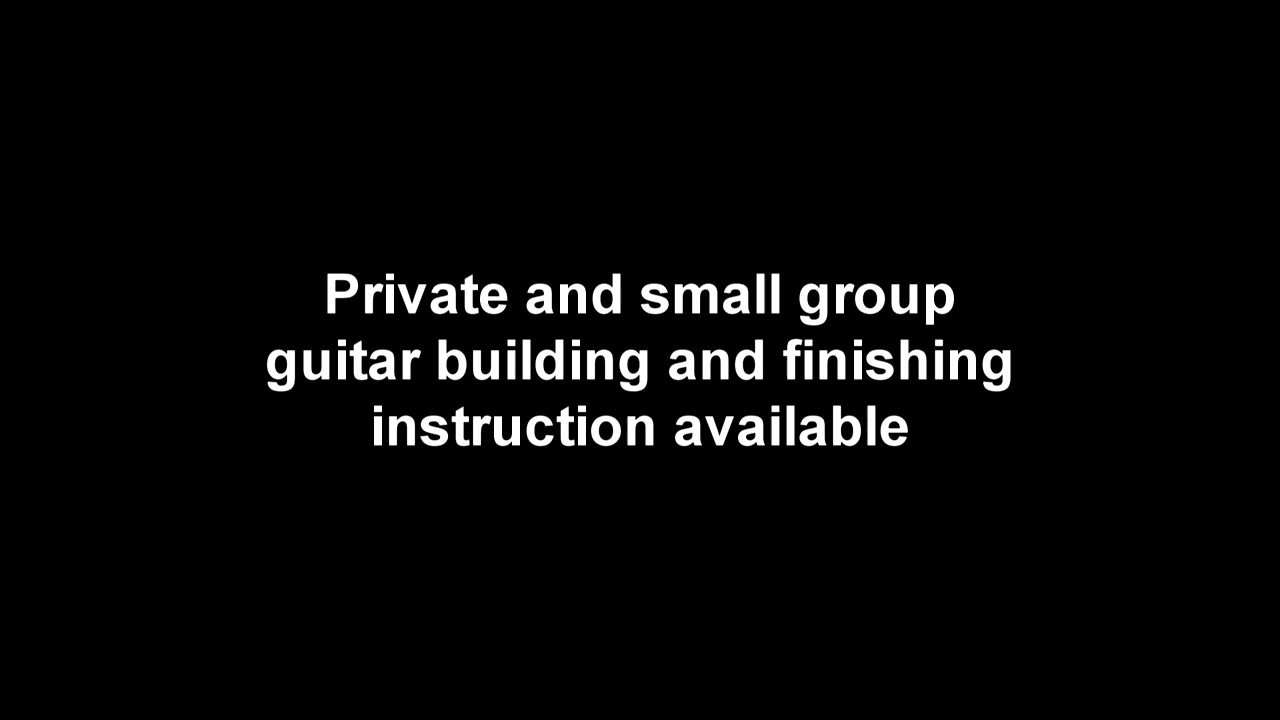 Private and small group
guitar building and finishing
instruction available